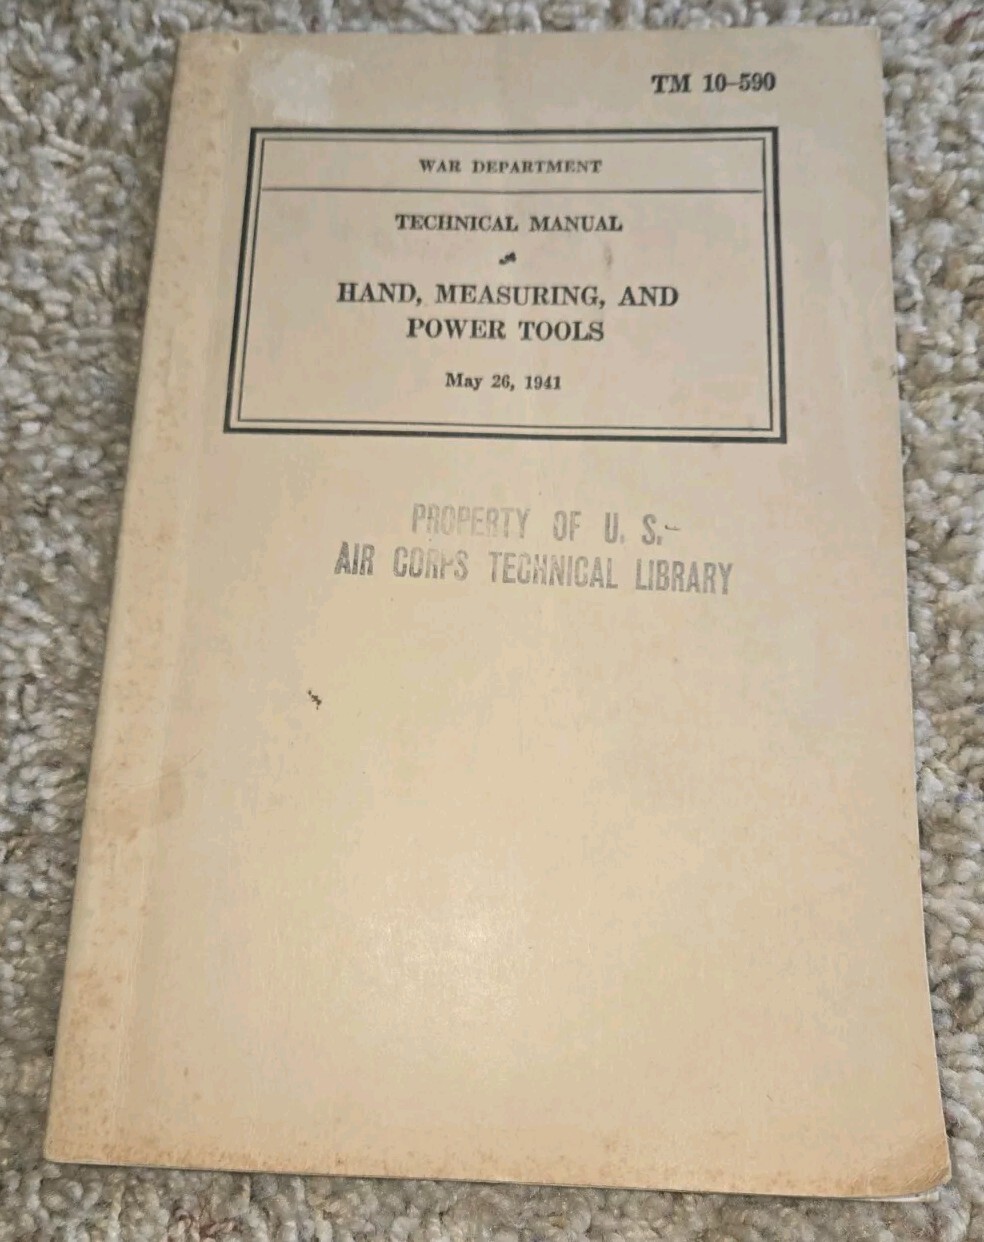 TM 10–590
WAR DEPARTMENT
TECHNICAL MANUAL
HAND, MEASURING, AND
POWER TOOLS
May 26, 1941
PROPERTY OF U. S.
AIR CORPS TECHNICAL LIBRARY